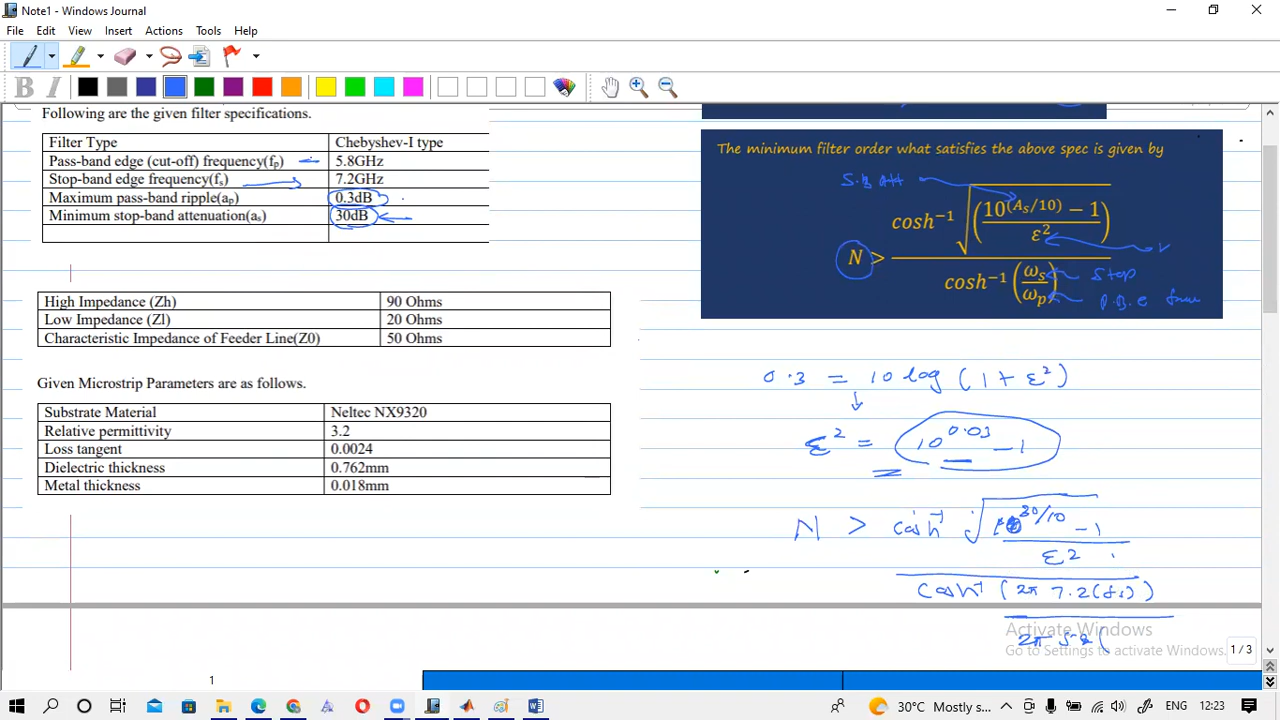 Note1 - Windows Journal
File Edit View Insert Actions Tools Help
B I
Following are the given filter specifications.
Filter Type Chebyshev-I type
Pass-band edge (cut-off) frequency(fp) 5.8GHz
Stop-band edge frequency(fs) 7.2GHz
Maximum pass-band ripple(ap) 0.3dB
Minimum stop-band attenuation(as) 30dB
High Impedance (Zh) 90 Ohms
Low Impedance (Zl) 20 Ohms
Characteristic Impedance of Feeder Line(Z0) 50 Ohms
Given Microstrip Parameters are as follows.
Substrate Material Neltec NX9320
Relative permittivity 3.2
Loss tangent 0.0024
Dielectric thickness 0.762mm
Metal thickness 0.018mm
The minimum filter order what satisfies the above spec is given by
S.B Att
N > cosh⁻¹ √((10^(As/10) − 1) / ε²) / cosh⁻¹ (ωs / ωp)
Stop
P.B.e
0.3 = 10 log (1 + ε²)
ε² = 10^0.03 − 1
N > cosh⁻¹ √(10^30/10 − 1 / ε²)
cosh⁻¹ (2π 7.2(fs))
2π 5.8(
Activate Windows
Go to Settings to activate Windows.
1/3
1
30°C Mostly s... ENG 12:23